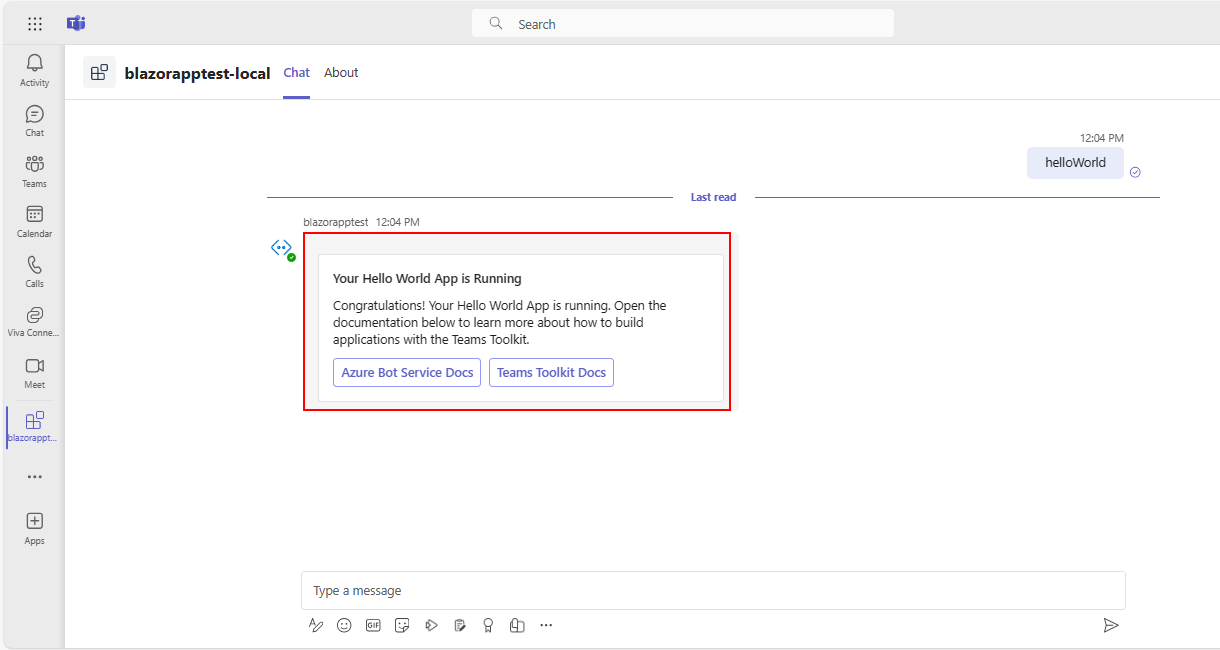 Search
Activity
Chat
Teams
Calendar
Calls
Viva Conne...
Meet
blazorappt...
Apps
blazorapptest-local Chat About
12:04 PM
helloWorld
Last read
blazorapptest 12:04 PM
Your Hello World App is Running
Congratulations! Your Hello World App is running. Open the
documentation below to learn more about how to build
applications with the Teams Toolkit.
Azure Bot Service Docs Teams Toolkit Docs
Type a message
GIF